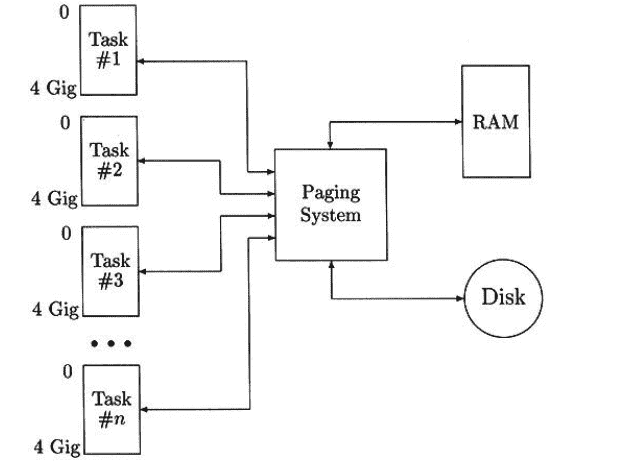 0
Task
#1
4 Gig
0
Task
#2
4 Gig
0
Task
#3
4 Gig
• • •
0
Task
#n
4 Gig
Paging
System
RAM
Disk